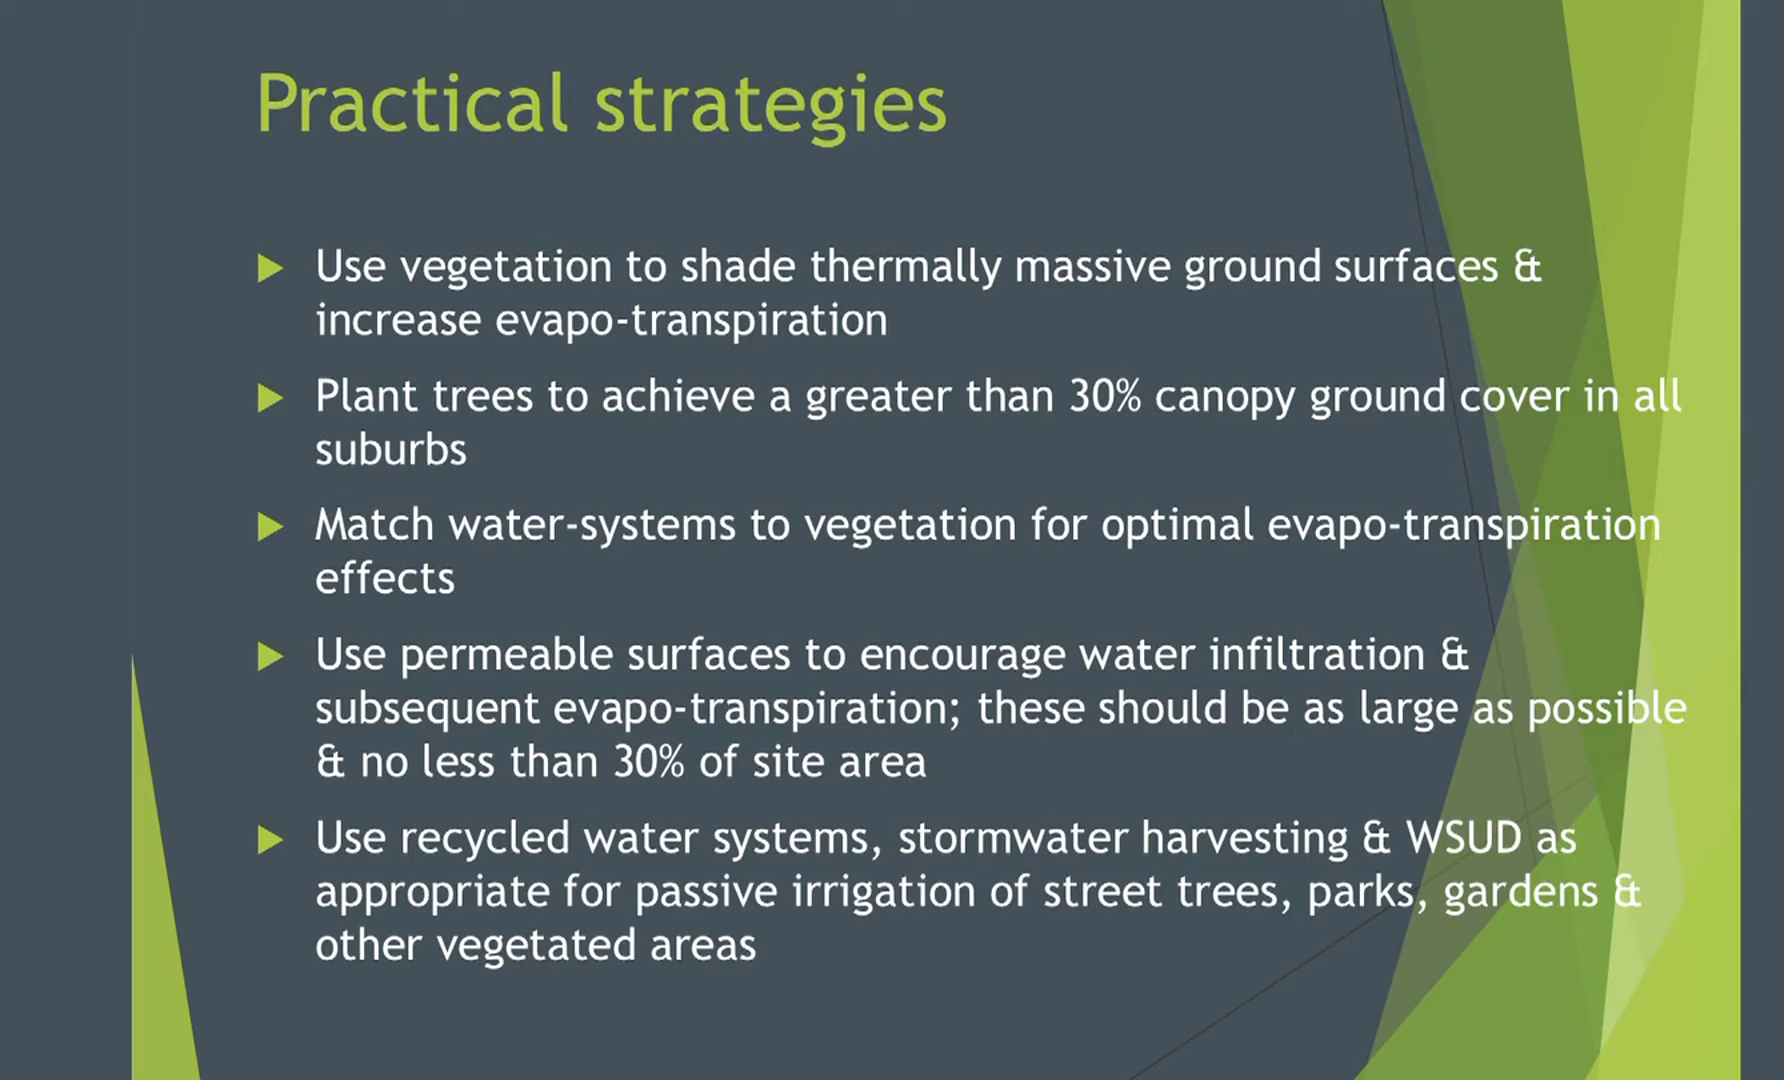 Practical strategies
Use vegetation to shade thermally massive ground surfaces &
increase evapo-transpiration
Plant trees to achieve a greater than 30% canopy ground cover in all
suburbs
Match water-systems to vegetation for optimal evapo-transpiration
effects
Use permeable surfaces to encourage water infiltration &
subsequent evapo-transpiration; these should be as large as possible
& no less than 30% of site area
Use recycled water systems, stormwater harvesting & WSUD as
appropriate for passive irrigation of street trees, parks, gardens &
other vegetated areas